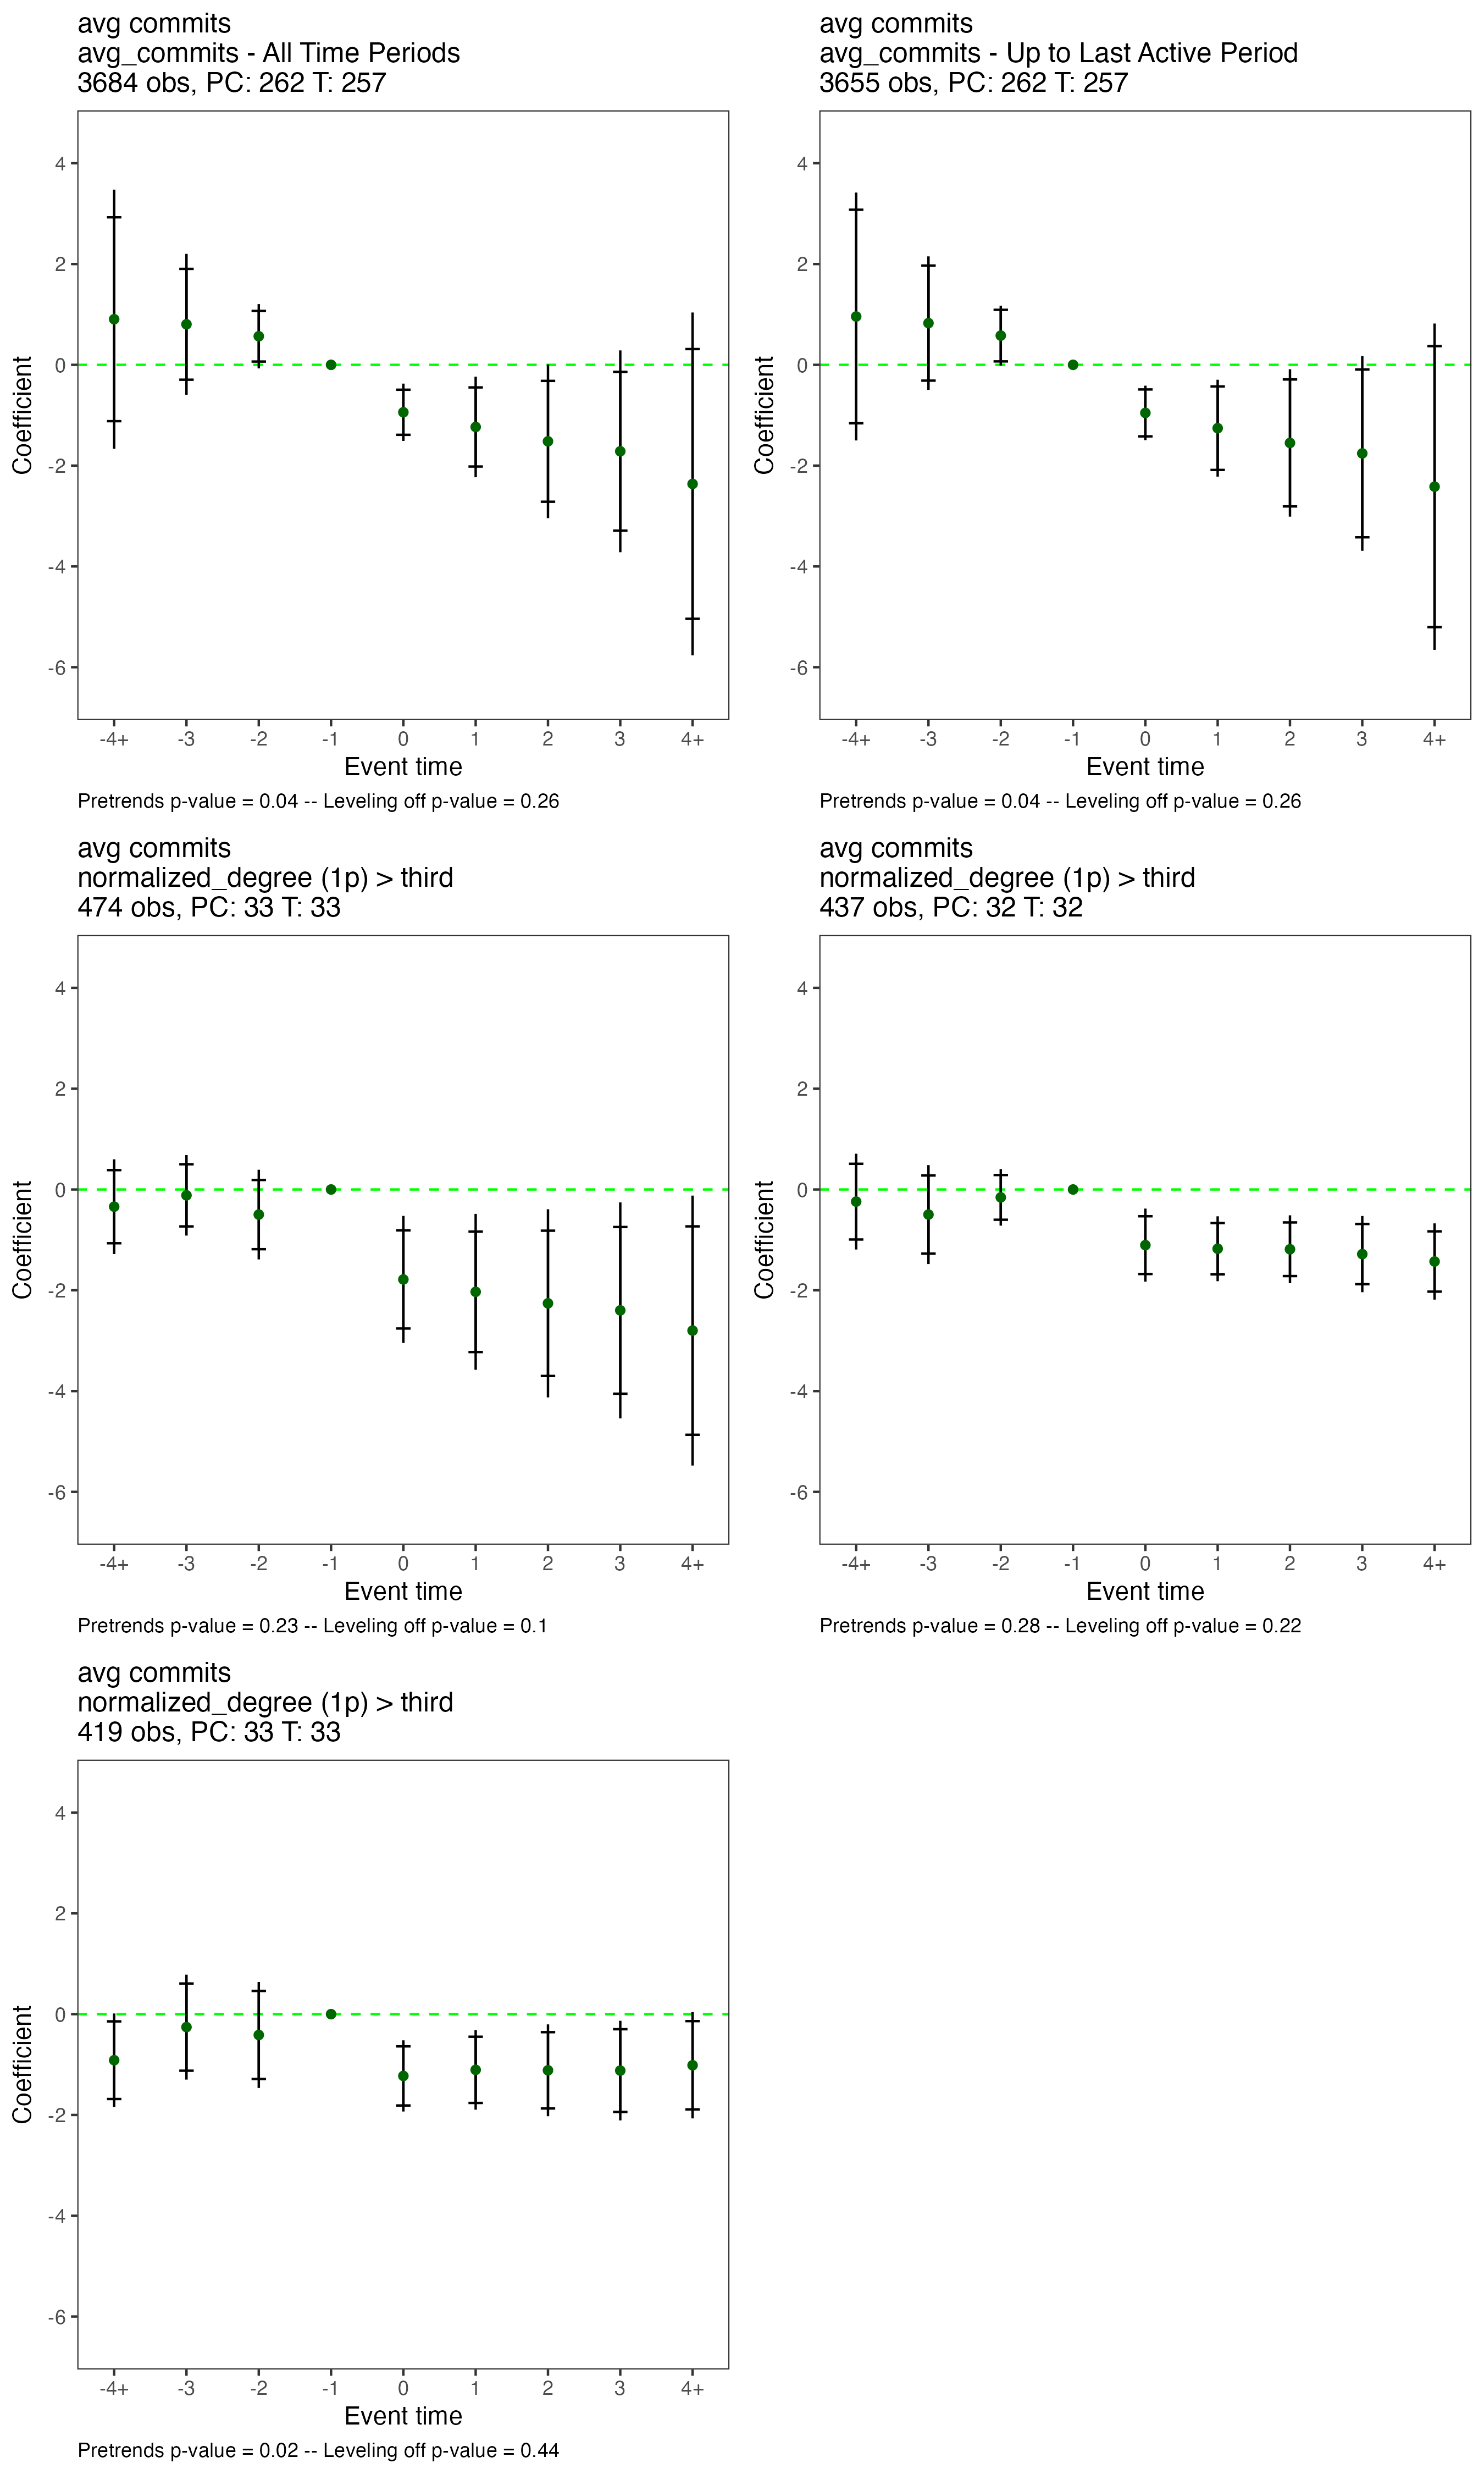 avg commits
avg_commits - All Time Periods
3684 obs, PC: 262 T: 257
4
2
0
-2
-4
-6
Coefficient
-4+ -3 -2 -1 0 1 2 3 4+
Event time
Pretrends p-value = 0.04 -- Leveling off p-value = 0.26
avg commits
avg_commits - Up to Last Active Period
3655 obs, PC: 262 T: 257
4
2
0
-2
-4
-6
Coefficient
-4+ -3 -2 -1 0 1 2 3 4+
Event time
Pretrends p-value = 0.04 -- Leveling off p-value = 0.26
avg commits
normalized_degree (1p) > third
474 obs, PC: 33 T: 33
4
2
0
-2
-4
-6
Coefficient
-4+ -3 -2 -1 0 1 2 3 4+
Event time
Pretrends p-value = 0.23 -- Leveling off p-value = 0.1
avg commits
normalized_degree (1p) > third
437 obs, PC: 32 T: 32
4
2
0
-2
-4
-6
Coefficient
-4+ -3 -2 -1 0 1 2 3 4+
Event time
Pretrends p-value = 0.28 -- Leveling off p-value = 0.22
avg commits
normalized_degree (1p) > third
419 obs, PC: 33 T: 33
4
2
0
-2
-4
-6
Coefficient
-4+ -3 -2 -1 0 1 2 3 4+
Event time
Pretrends p-value = 0.02 -- Leveling off p-value = 0.44